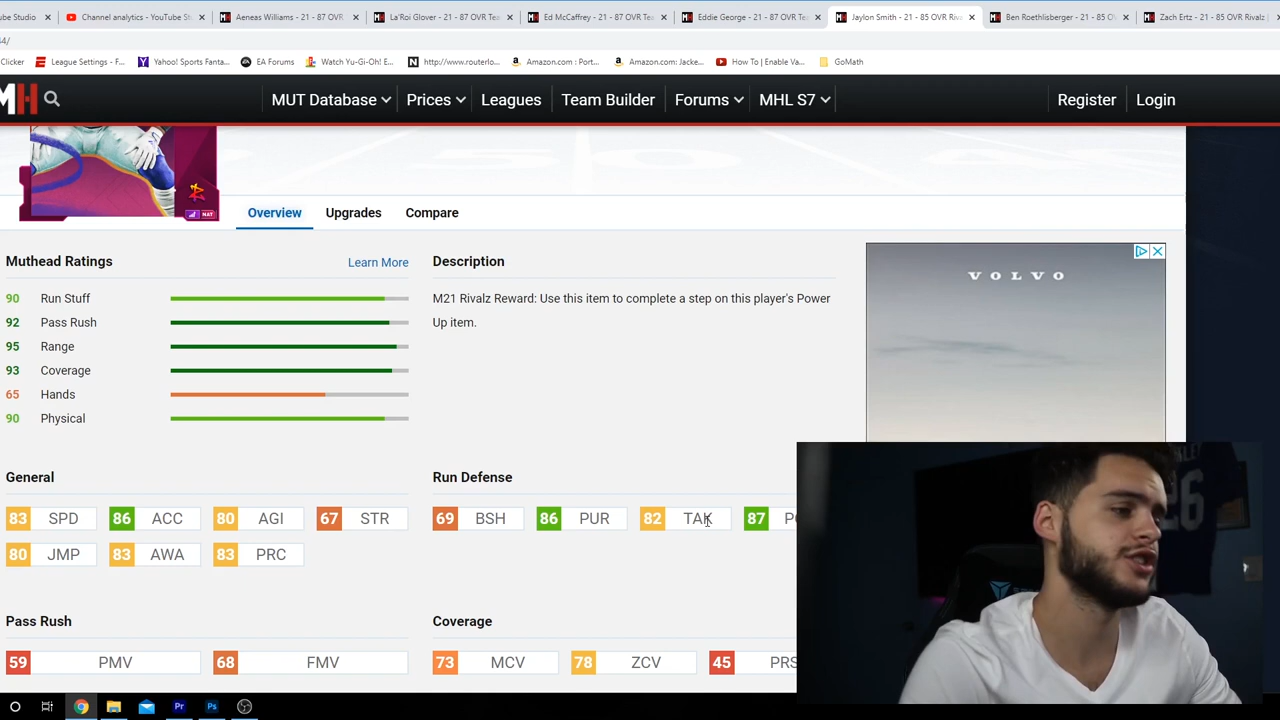 Studio
Channel analytics - YouTube St
Aeneas Williams - 21 - 87 OVR
La'Roi Glover - 21 - 87 OVR Te
Ed McCaffrey - 21 - 87 OVR Te
Eddie George - 21 - 87 OVR Te
Jaylon Smith - 21 - 85 OVR Riva
Ben Roethlisberger - 21 - 85 O
Zach Ertz - 21 - 85 OVR Rivalz
4/
Clicker
League Settings - F...
Yahoo! Sports Fanta...
EA Forums
Watch Yu-Gi-Oh! E...
http://www.routerlo...
Amazon.com : Port...
Amazon.com: Jacke...
How To | Enable Va...
GoMath
MH
MUT Database
Prices
Leagues
Team Builder
Forums
MHL S7
Register
Login
NAT
Overview
Upgrades
Compare
Muthead Ratings
Learn More
90 Run Stuff
92 Pass Rush
95 Range
93 Coverage
65 Hands
90 Physical
Description
M21 Rivalz Reward: Use this item to complete a step on this player's Power
Up item.
VOLVO
General
83 SPD 86 ACC 80 AGI 67 STR
80 JMP 83 AWA 83 PRC
Run Defense
69 BSH 86 PUR 82 TAK 87
Pass Rush
59 PMV 68 FMV
Coverage
73 MCV 78 ZCV 45 PRS
26